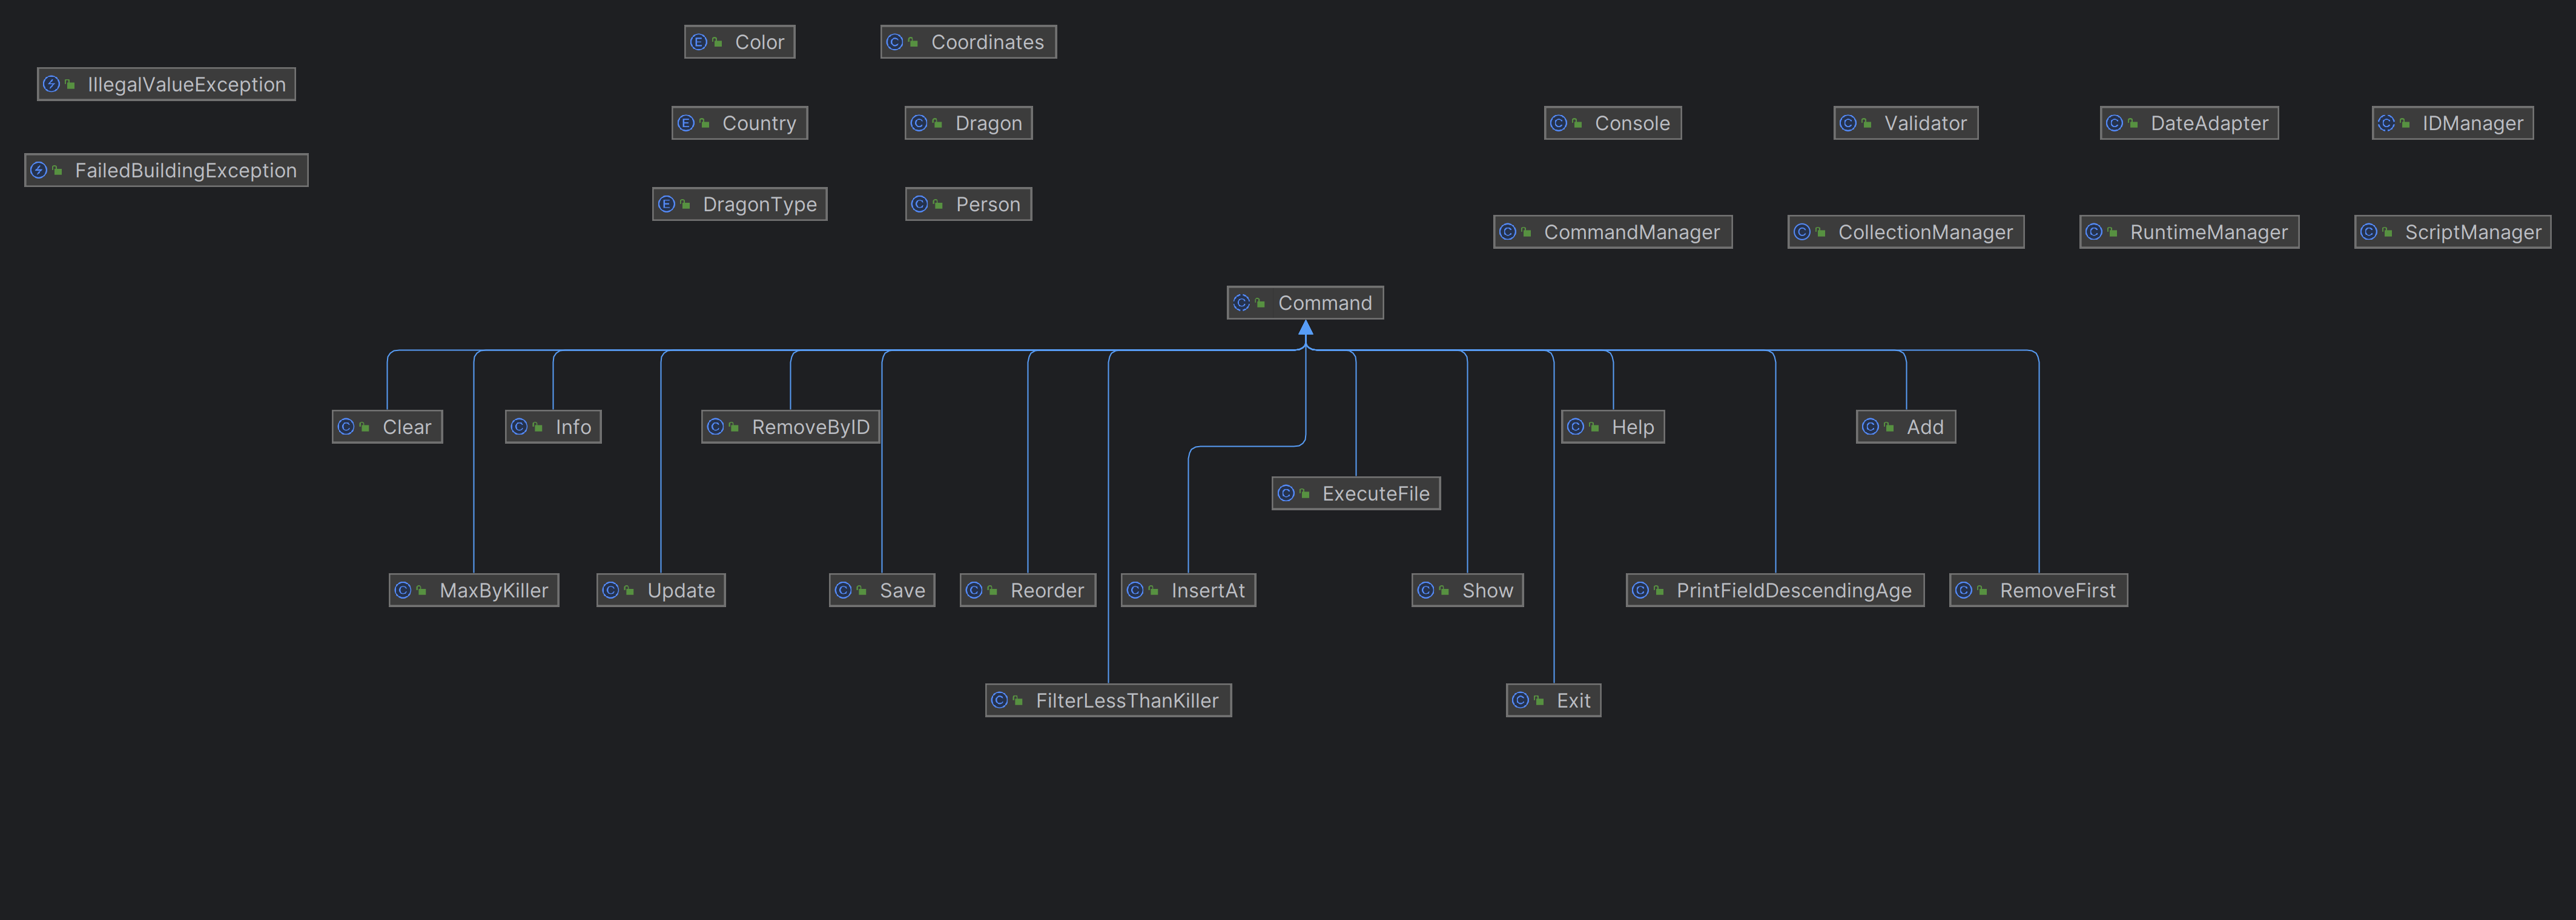 Color
Coordinates
IllegalValueException
Country
Dragon
Console
Validator
DateAdapter
IDManager
FailedBuildingException
DragonType
Person
CommandManager
CollectionManager
RuntimeManager
ScriptManager
Command
Clear
Info
RemoveByID
Help
Add
ExecuteFile
MaxByKiller
Update
Save
Reorder
InsertAt
Show
PrintFieldDescendingAge
RemoveFirst
FilterLessThanKiller
Exit